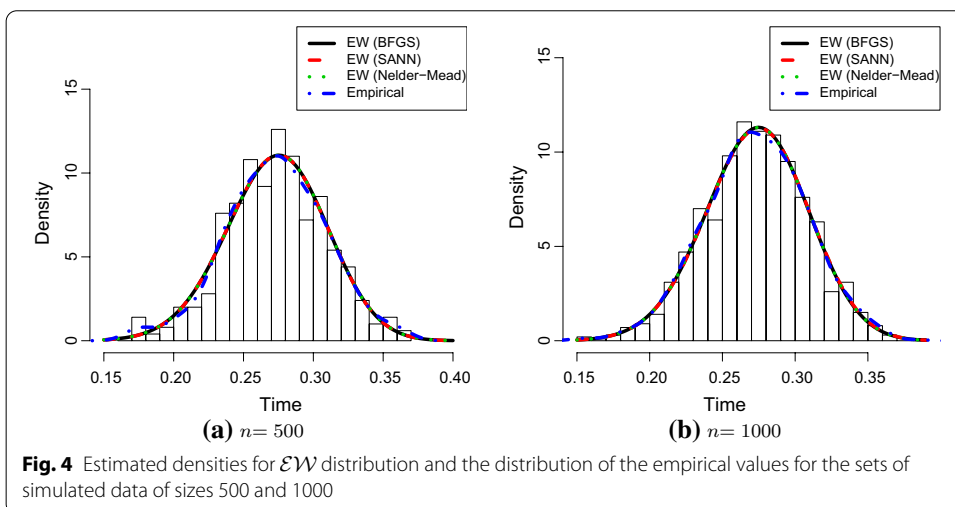 EW (BFGS)
EW (SANN)
EW (Nelder−Mead)
Empirical
15
10
5
0
Density
0.15 0.20 0.25 0.30 0.35 0.40
Time
(a) n= 500
EW (BFGS)
EW (SANN)
EW (Nelder−Mead)
Empirical
15
10
5
0
Density
0.15 0.20 0.25 0.30 0.35
Time
(b) n= 1000
Fig. 4 Estimated densities for ℰ𝒲 distribution and the distribution of the empirical values for the sets of
simulated data of sizes 500 and 1000